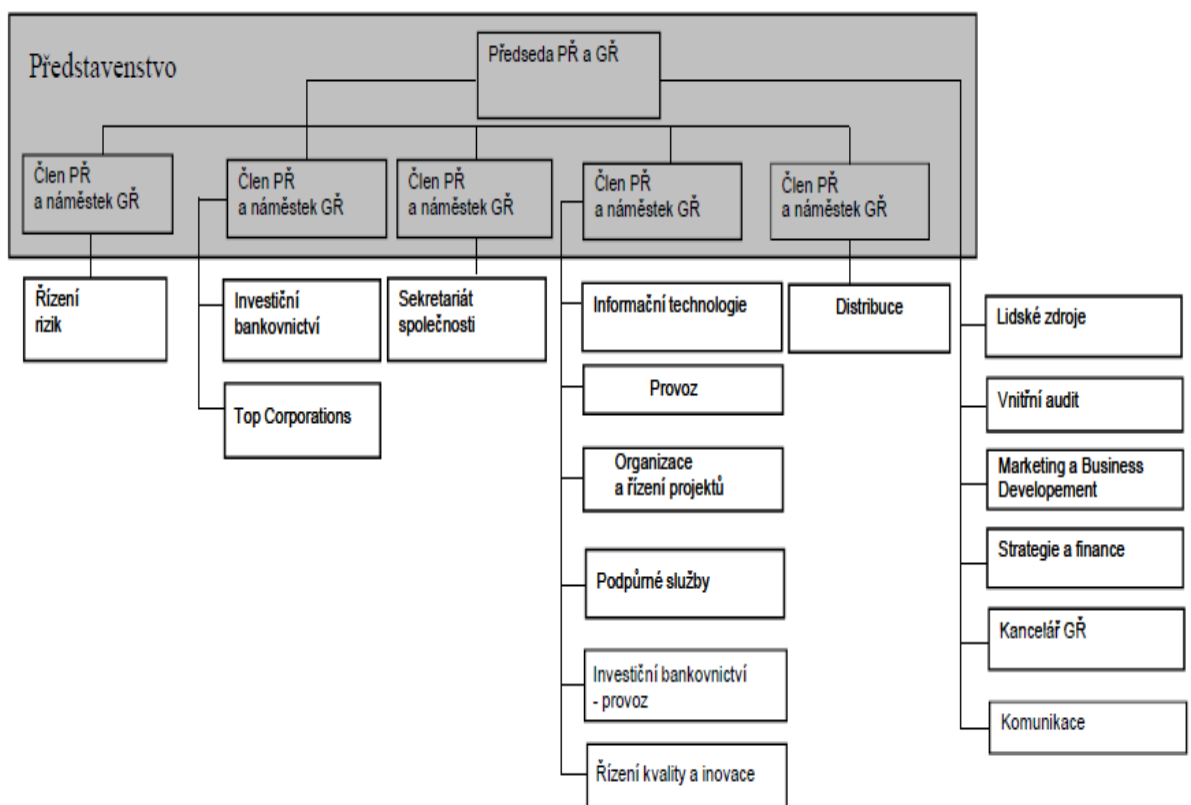 Představenstvo
Předseda PŘ a GŘ
Člen PŘ
a náměstek GŘ
Člen PŘ
a náměstek GŘ
Člen PŘ
a náměstek GŘ
Člen PŘ
a náměstek GŘ
Člen PŘ
a náměstek GŘ
Řízení
rizik
Investiční
bankovnictví
Top Corporations
Sekretariát
společnosti
Informační technologie
Provoz
Organizace
a řízení projektů
Podpůrné služby
Investiční bankovnictví
- provoz
Řízení kvality a inovace
Distribuce
Lidské zdroje
Vnitřní audit
Marketing a Business
Developement
Strategie a finance
Kancelář GŘ
Komunikace